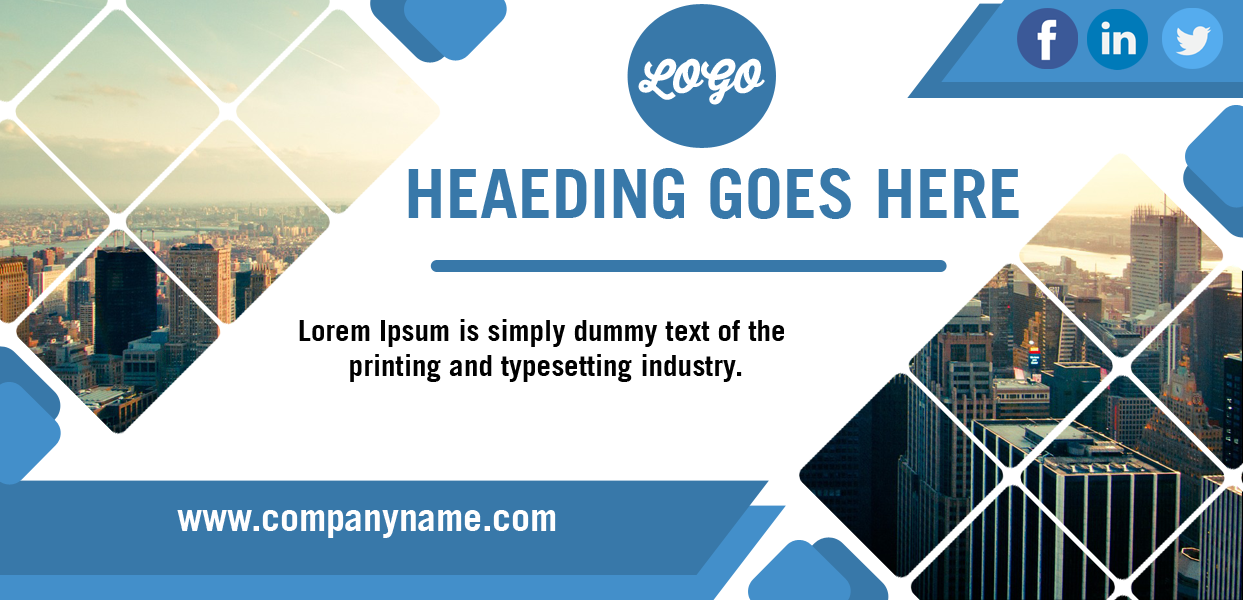 LOGO
HEAEDING GOES HERE
Lorem Ipsum is simply dummy text of the
printing and typesetting industry.
www.companyname.com